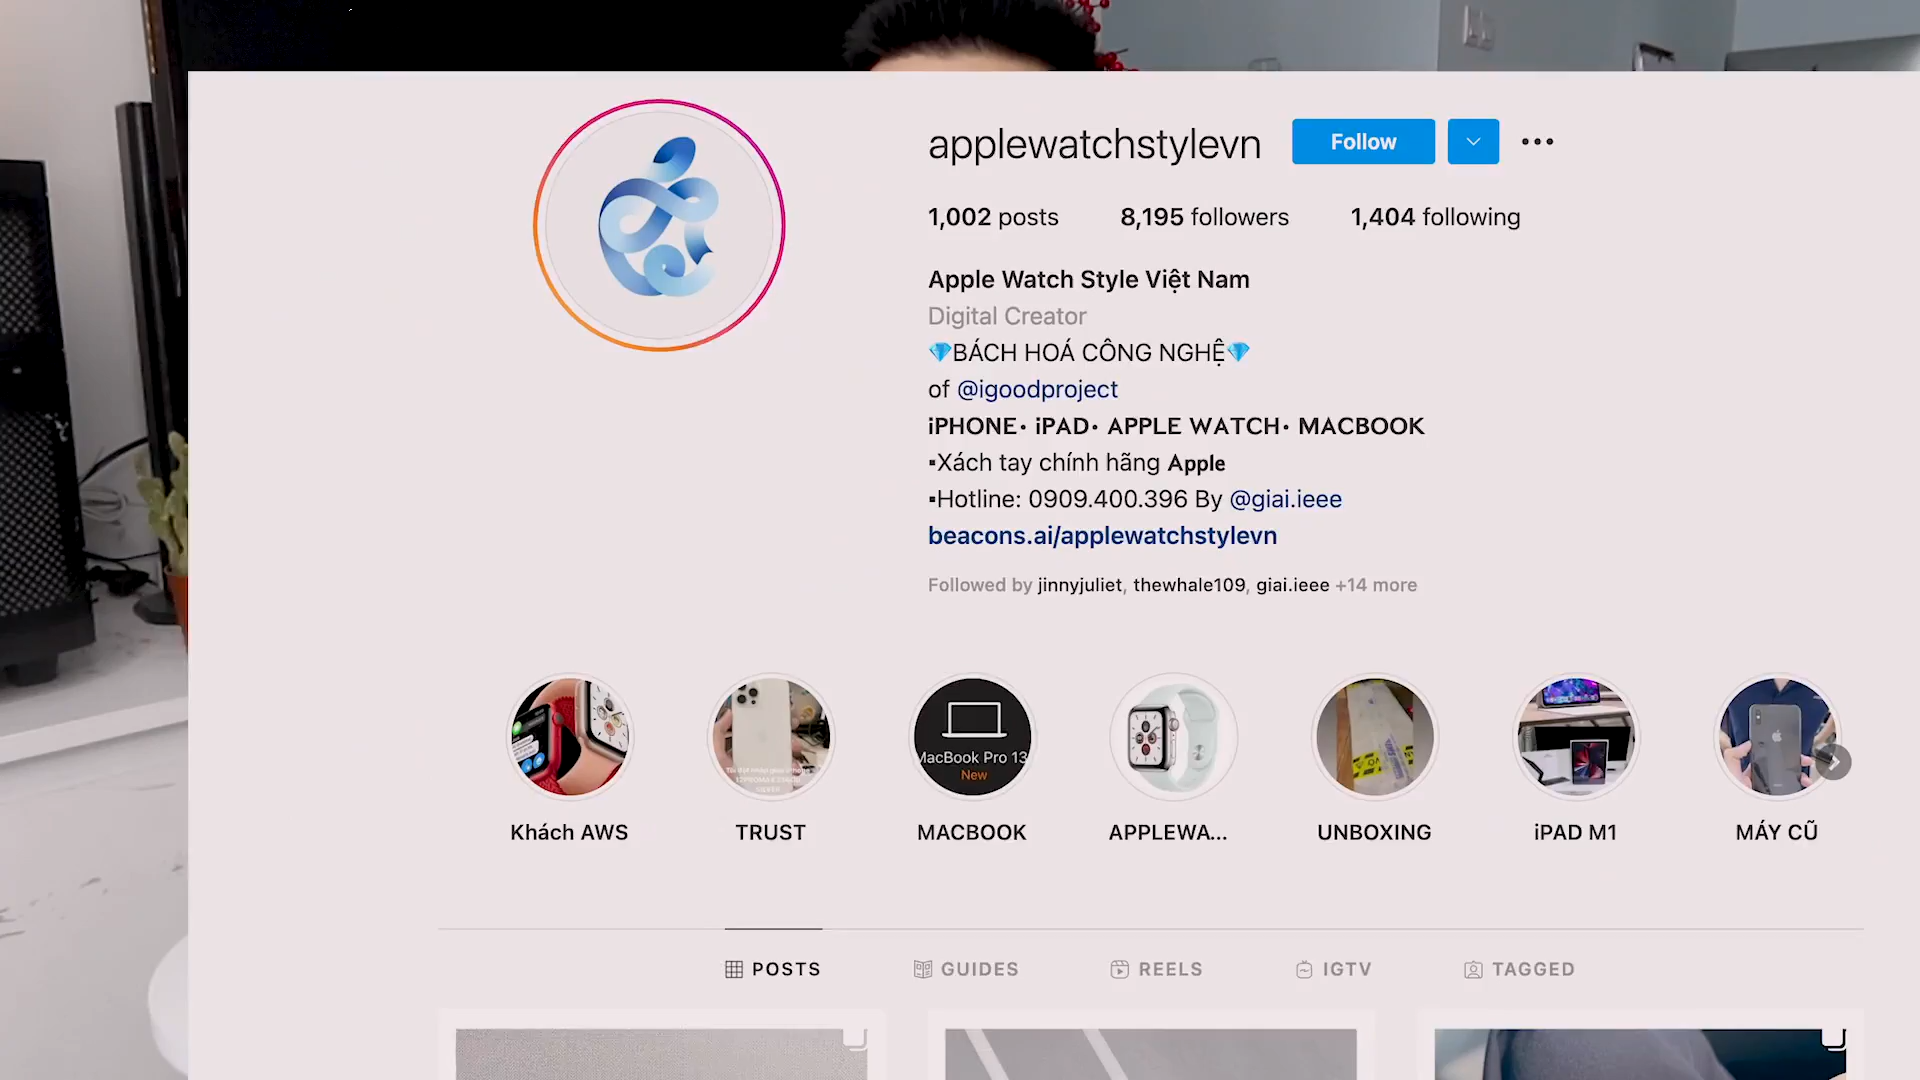 applewatchstylevn Follow
1,002 posts 8,195 followers 1,404 following
Apple Watch Style Việt Nam
Digital Creator
💎BÁCH HOÁ CÔNG NGHỆ💎
of @igoodproject
iPHONE• iPAD• APPLE WATCH• MACBOOK
▪Xách tay chính hãng Apple
▪Hotline: 0909.400.396 By @giai.ieee
beacons.ai/applewatchstylevn
Followed by jinnyjuliet, thewhale109, giai.ieee +14 more
MacBook Pro 13
New
Khách AWS TRUST MACBOOK APPLEWA... UNBOXING iPAD M1 MÁY CŨ
POSTS GUIDES REELS IGTV TAGGED